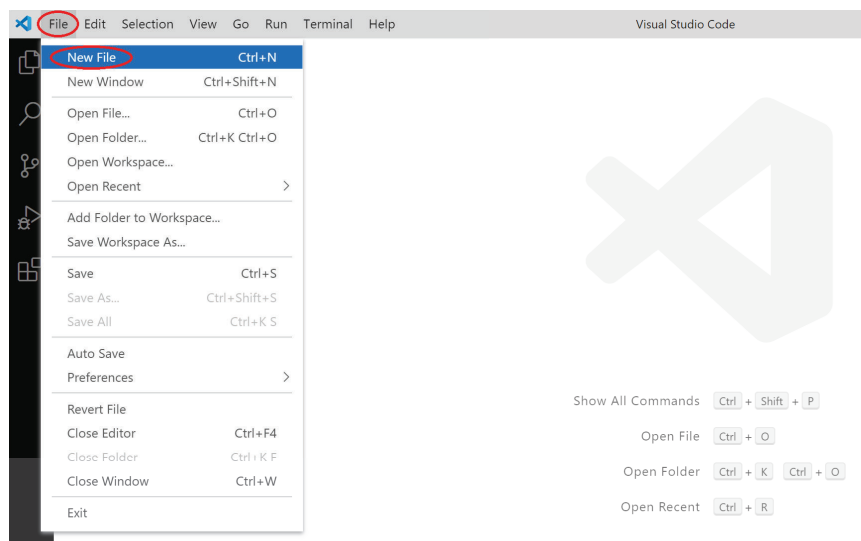 File Edit Selection View Go Run Terminal Help Visual Studio Code
New File Ctrl+N
New Window Ctrl+Shift+N
Open File... Ctrl+O
Open Folder... Ctrl+K Ctrl+O
Open Workspace...
Open Recent
Add Folder to Workspace...
Save Workspace As...
Save Ctrl+S
Save As... Ctrl+Shift+S
Save All Ctrl+K S
Auto Save
Preferences
Revert File
Close Editor Ctrl+F4
Close Folder Ctrl+K F
Close Window Ctrl+W
Exit
Show All Commands Ctrl + Shift + P
Open File Ctrl + O
Open Folder Ctrl + K Ctrl + O
Open Recent Ctrl + R